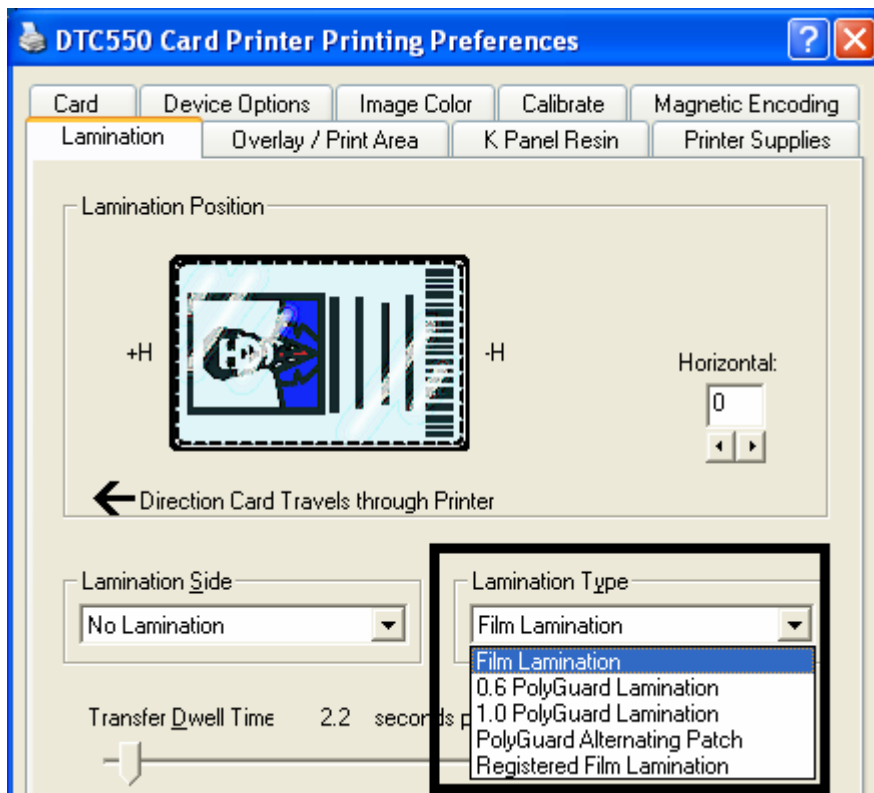 DTC550 Card Printer Printing Preferences
Card Device Options Image Color Calibrate Magnetic Encoding
Lamination Overlay / Print Area K Panel Resin Printer Supplies
Lamination Position
+H -H
Horizontal:
0
Direction Card Travels through Printer
Lamination Side
No Lamination
Lamination Type
Film Lamination
Film Lamination
0.6 PolyGuard Lamination
1.0 PolyGuard Lamination
PolyGuard Alternating Patch
Registered Film Lamination
Transfer Dwell Time 2.2 seconds p